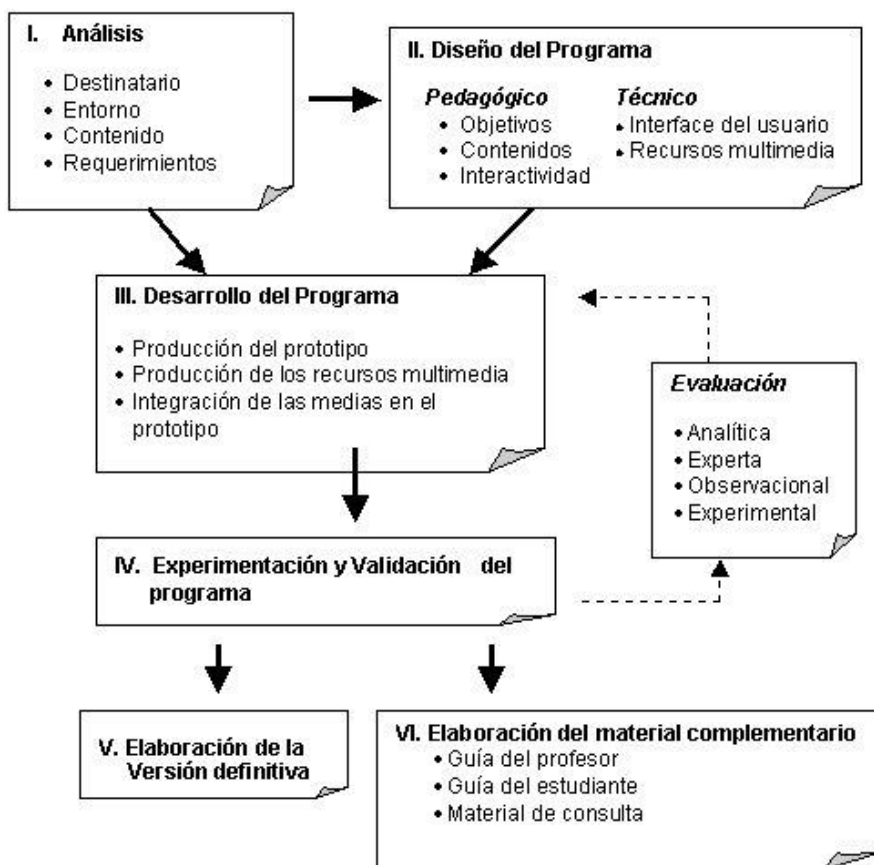 I. Análisis
• Destinatario
• Entorno
• Contenido
• Requerimientos
II. Diseño del Programa
Pedagógico
• Objetivos
• Contenidos
• Interactividad
Técnico
• Interface del usuario
• Recursos multimedia
III. Desarrollo del Programa
• Producción del prototipo
• Producción de los recursos multimedia
• Integración de las medias en el
prototipo
Evaluación
• Analítica
• Experta
• Observacional
• Experimental
IV. Experimentación y Validación del
programa
V. Elaboración de la
Versión definitiva
VI. Elaboración del material complementario
• Guía del profesor
• Guía del estudiante
• Material de consulta